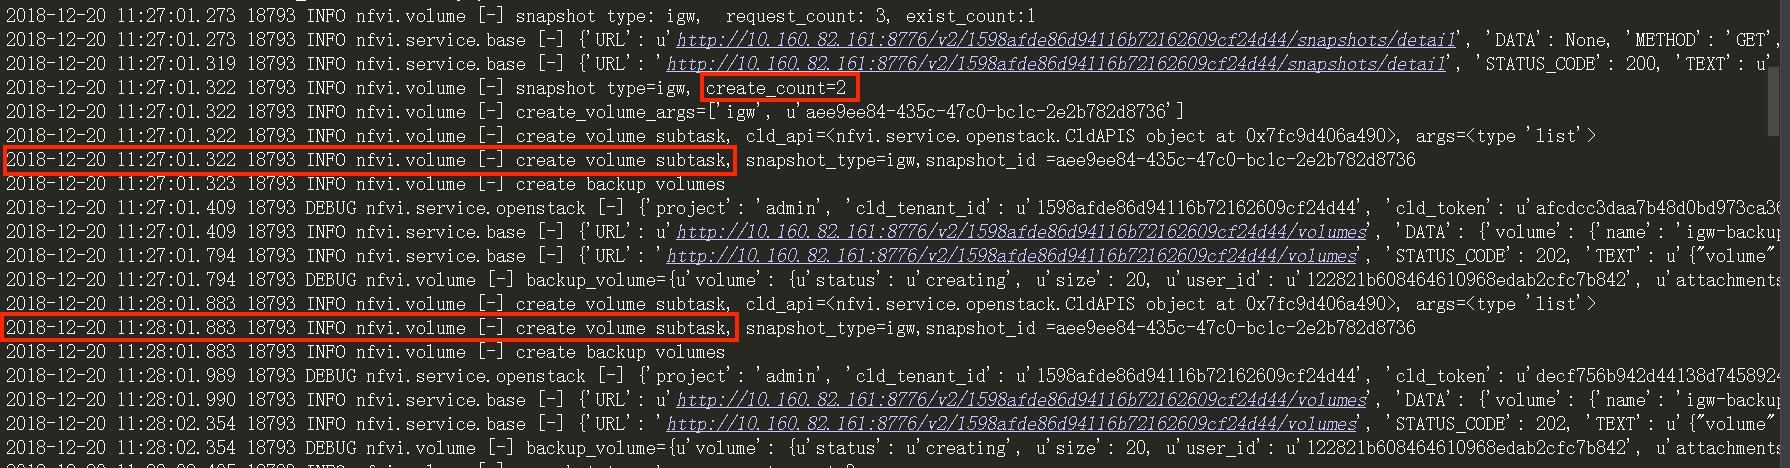 2018-12-20 11:27:01.273 18793 INFO nfvi.volume [-] snapshot type: igw,  request_count: 3, exist_count:1
2018-12-20 11:27:01.273 18793 INFO nfvi.service.base [-] {'URL': u'http://10.160.82.161:8776/v2/1598afde86d94116b72162609cf24d44/snapshots/detail', 'DATA': None, 'METHOD': 'GET',
2018-12-20 11:27:01.319 18793 INFO nfvi.service.base [-] {'URL': 'http://10.160.82.161:8776/v2/1598afde86d94116b72162609cf24d44/snapshots/detail', 'STATUS_CODE': 200, 'TEXT': u'
2018-12-20 11:27:01.322 18793 INFO nfvi.volume [-] snapshot type=igw, create_count=2
2018-12-20 11:27:01.322 18793 INFO nfvi.volume [-] create_volume_args=['igw', u'aee9ee84-435c-47c0-bc1c-2e2b782d8736']
2018-12-20 11:27:01.322 18793 INFO nfvi.volume [-] create volume subtask, cld_api=<nfvi.service.openstack.CldAPIS object at 0x7fc9d406a490>, args=<type 'list'>
2018-12-20 11:27:01.322 18793 INFO nfvi.volume [-] create volume subtask, snapshot_type=igw,snapshot_id =aee9ee84-435c-47c0-bc1c-2e2b782d8736
2018-12-20 11:27:01.323 18793 INFO nfvi.volume [-] create backup volumes
2018-12-20 11:27:01.409 18793 DEBUG nfvi.service.openstack [-] {'project': 'admin', 'cld_tenant_id': u'1598afde86d94116b72162609cf24d44', 'cld_token': u'afcdcc3daa7b48d0bd973ca36
2018-12-20 11:27:01.409 18793 INFO nfvi.service.base [-] {'URL': u'http://10.160.82.161:8776/v2/1598afde86d94116b72162609cf24d44/volumes', 'DATA': {'volume': {'name': 'igw-backup
2018-12-20 11:27:01.794 18793 INFO nfvi.service.base [-] {'URL': 'http://10.160.82.161:8776/v2/1598afde86d94116b72162609cf24d44/volumes', 'STATUS_CODE': 202, 'TEXT': u'{"volume"
2018-12-20 11:27:01.794 18793 DEBUG nfvi.volume [-] backup_volume={u'volume': {u'status': u'creating', u'size': 20, u'user_id': u'122821b608464610968edab2cfc7b842', u'attachments
2018-12-20 11:28:01.883 18793 INFO nfvi.volume [-] create volume subtask, cld_api=<nfvi.service.openstack.CldAPIS object at 0x7fc9d406a490>, args=<type 'list'>
2018-12-20 11:28:01.883 18793 INFO nfvi.volume [-] create volume subtask, snapshot_type=igw,snapshot_id =aee9ee84-435c-47c0-bc1c-2e2b782d8736
2018-12-20 11:28:01.883 18793 INFO nfvi.volume [-] create backup volumes
2018-12-20 11:28:01.989 18793 DEBUG nfvi.service.openstack [-] {'project': 'admin', 'cld_tenant_id': u'1598afde86d94116b72162609cf24d44', 'cld_token': u'decf756b942d44138d7458924
2018-12-20 11:28:01.990 18793 INFO nfvi.service.base [-] {'URL': u'http://10.160.82.161:8776/v2/1598afde86d94116b72162609cf24d44/volumes', 'DATA': {'volume': {'name': 'igw-backup
2018-12-20 11:28:02.354 18793 INFO nfvi.service.base [-] {'URL': 'http://10.160.82.161:8776/v2/1598afde86d94116b72162609cf24d44/volumes', 'STATUS_CODE': 202, 'TEXT': u'{"volume"
2018-12-20 11:28:02.354 18793 DEBUG nfvi.volume [-] backup_volume={u'volume': {u'status': u'creating', u'size': 20, u'user_id': u'122821b608464610968edab2cfc7b842', u'attachments